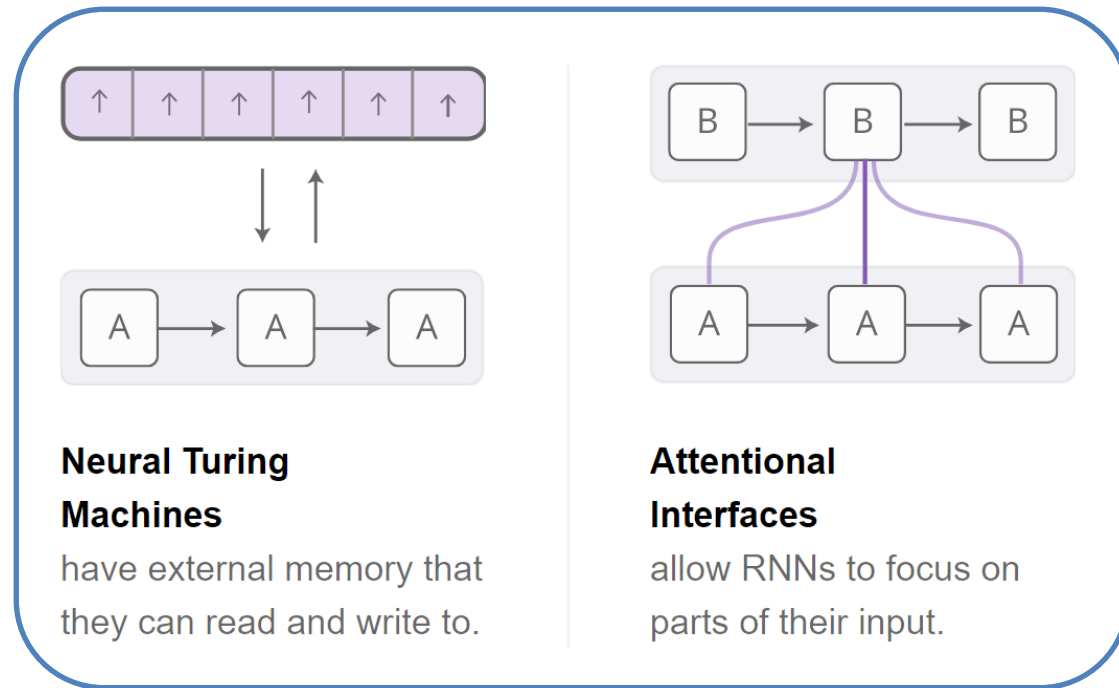 A A A
Neural Turing
Machines
have external memory that
they can read and write to.
B B B
A A A
Attentional
Interfaces
allow RNNs to focus on
parts of their input.